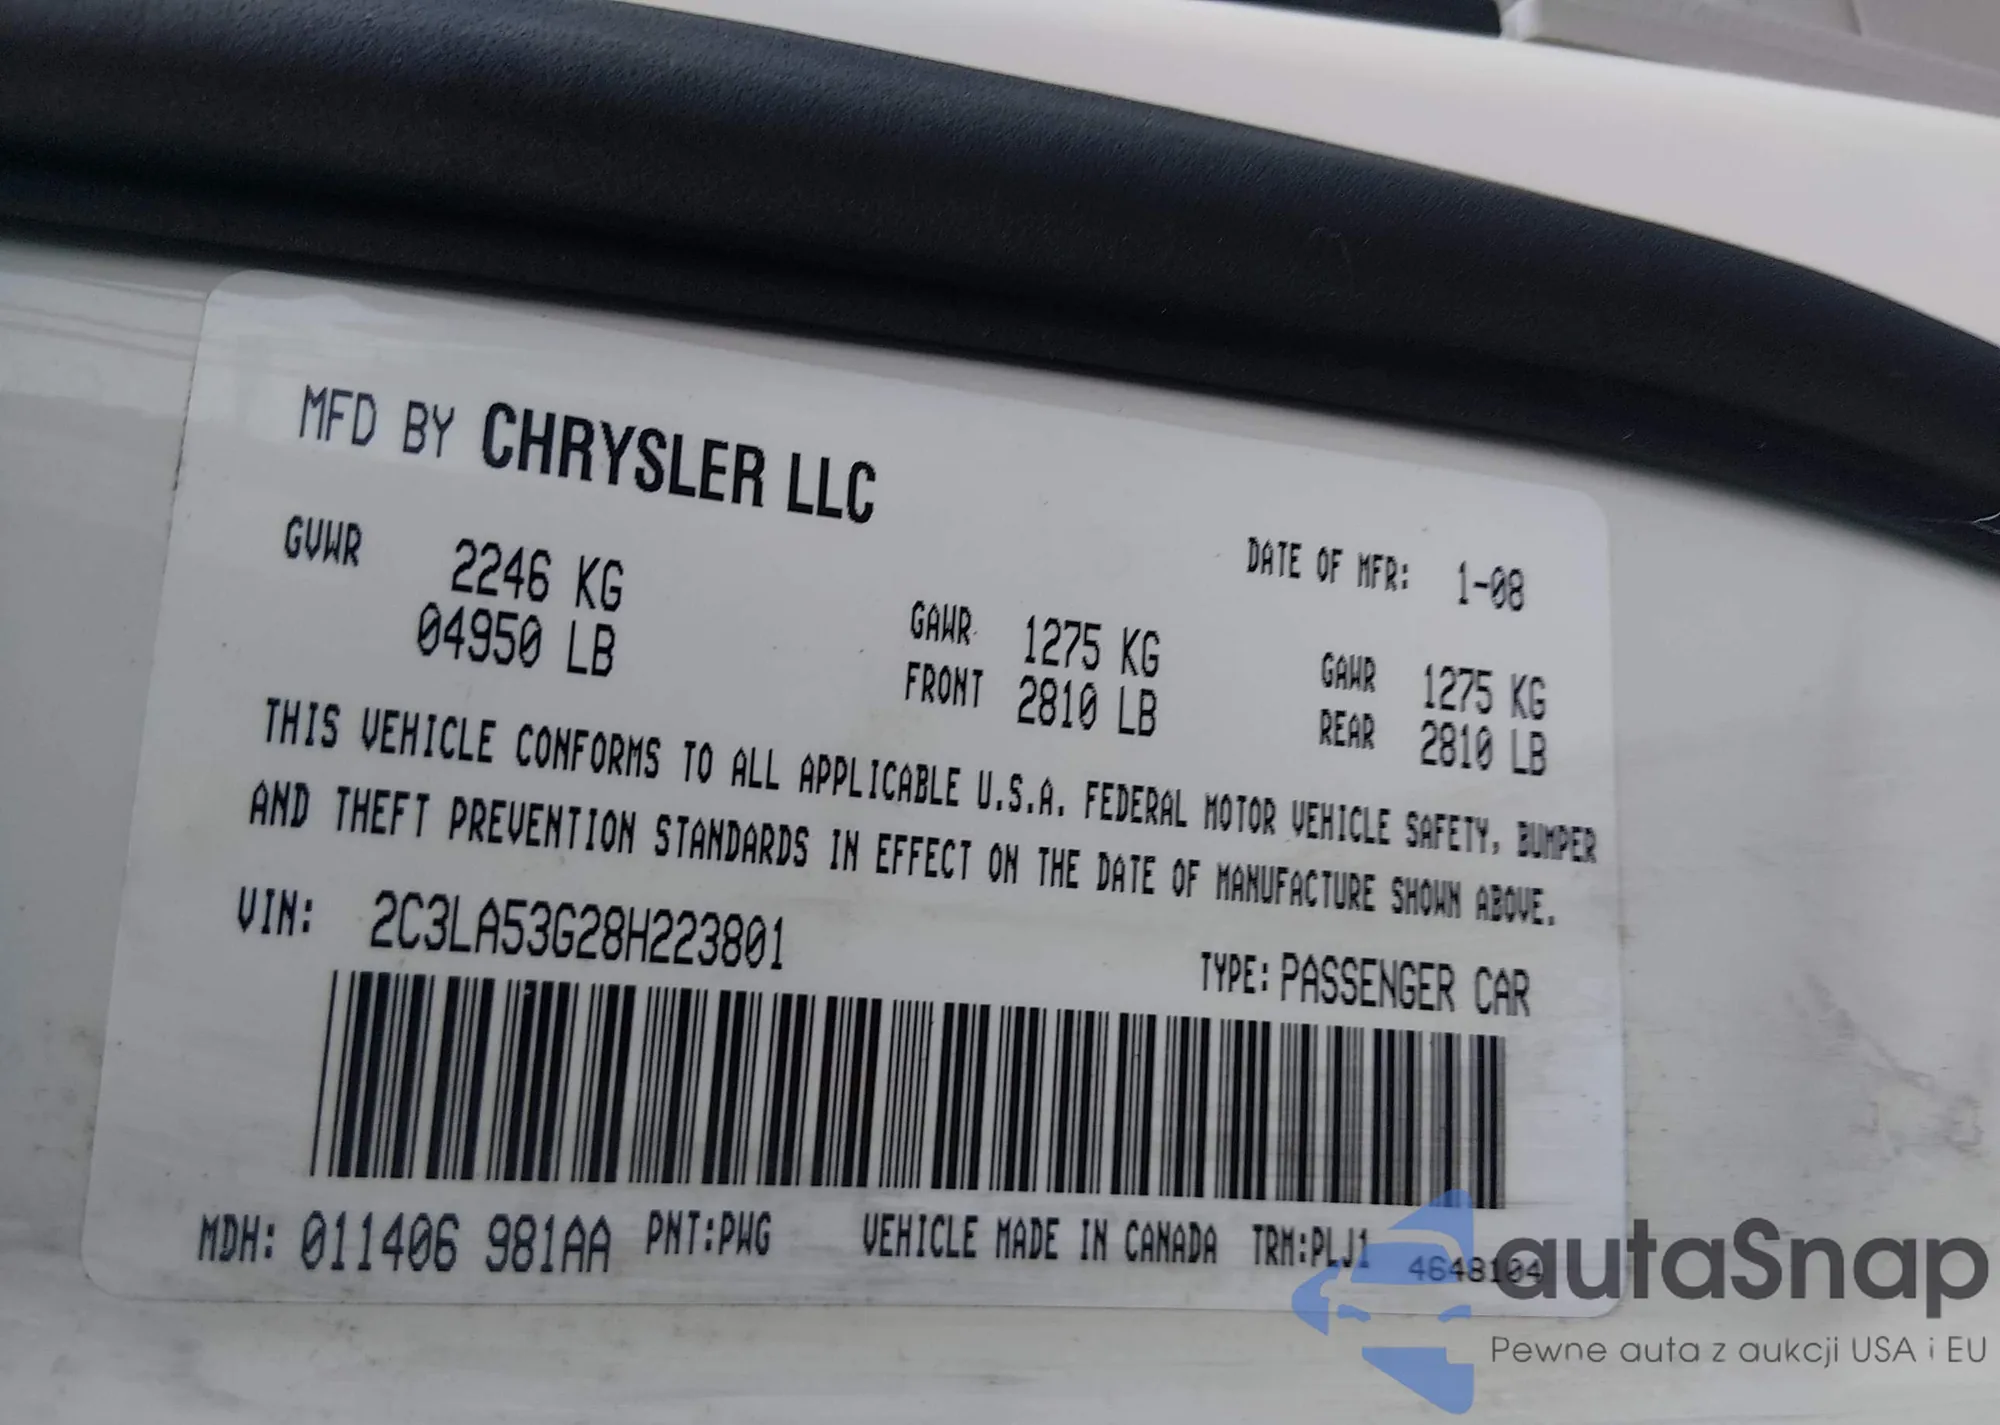 MFD BY CHRYSLER LLC
DATE OF MFR: 1-08
GVWR 2246 KG
04950 LB
GAWR FRONT 1275 KG
2810 LB
GAWR REAR 1275 KG
2810 LB
THIS VEHICLE CONFORMS TO ALL APPLICABLE U.S.A. FEDERAL MOTOR VEHICLE SAFETY, BUMPER
AND THEFT PREVENTION STANDARDS IN EFFECT ON THE DATE OF MANUFACTURE SHOWN ABOVE.
VIN: 2C3LA53G28H223801
TYPE: PASSENGER CAR
MDH: 011406 981AA PNT:PWG VEHICLE MADE IN CANADA TRM:PLJ1 4648104
autaSnap
Pewne auta z aukcji USA i EU